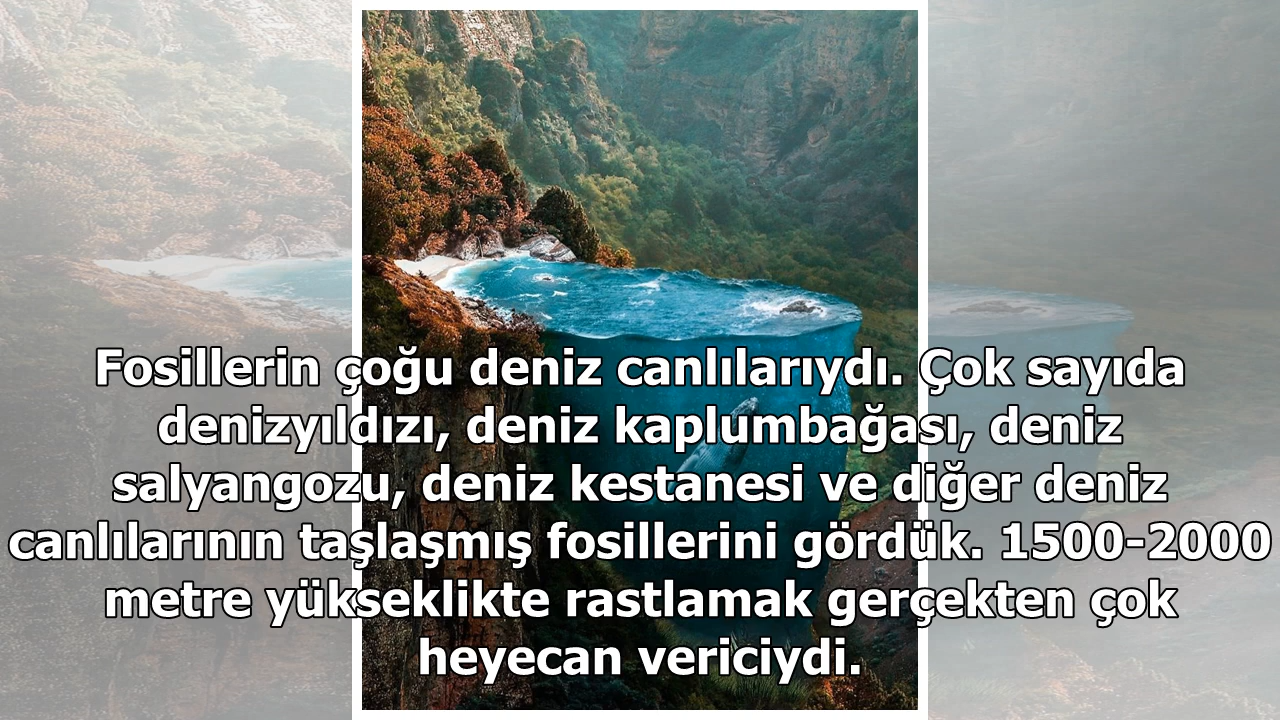 Fosillerin çoğu deniz canlılarıydı. Çok sayıda
denizyıldızı, deniz kaplumbağası, deniz
salyangozu, deniz kestanesi ve diğer deniz
canlılarının taşlaşmış fosillerini gördük. 1500-2000
metre yükseklikte rastlamak gerçekten çok
heyecan vericiydi.